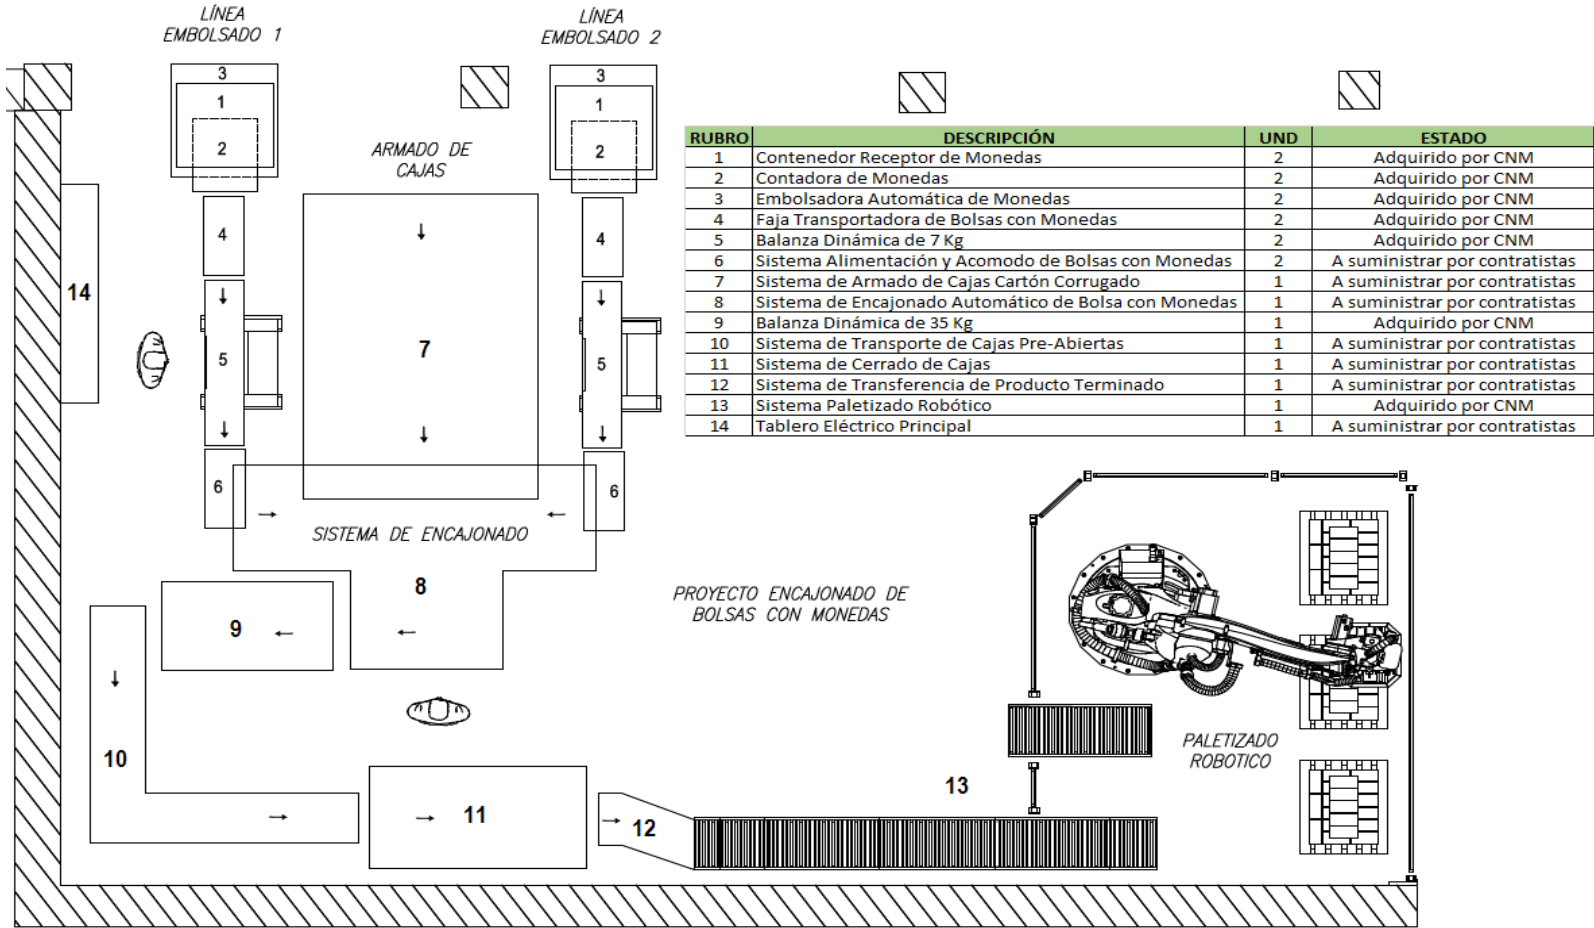 LÍNEA
EMBOLSADO 1
LÍNEA
EMBOLSADO 2
3
1
2
3
1
2
ARMADO DE
CAJAS
RUBRO DESCRIPCIÓN UND ESTADO
1 Contenedor Receptor de Monedas 2 Adquirido por CNM
2 Contadora de Monedas 2 Adquirido por CNM
3 Embolsadora Automática de Monedas 2 Adquirido por CNM
4 Faja Transportadora de Bolsas con Monedas 2 Adquirido por CNM
5 Balanza Dinámica de 7 Kg 2 Adquirido por CNM
6 Sistema Alimentación y Acomodo de Bolsas con Monedas 2 A suministrar por contratistas
7 Sistema de Armado de Cajas Cartón Corrugado 1 A suministrar por contratistas
8 Sistema de Encajonado Automático de Bolsa con Monedas 1 A suministrar por contratistas
9 Balanza Dinámica de 35 Kg 1 Adquirido por CNM
10 Sistema de Transporte de Cajas Pre-Abiertas 1 A suministrar por contratistas
11 Sistema de Cerrado de Cajas 1 A suministrar por contratistas
12 Sistema de Transferencia de Producto Terminado 1 A suministrar por contratistas
13 Sistema Paletizado Robótico 1 Adquirido por CNM
14 Tablero Eléctrico Principal 1 A suministrar por contratistas
4
4
14
5
7
5
6
6
SISTEMA DE ENCAJONADO
8
9
PROYECTO ENCAJONADO DE
BOLSAS CON MONEDAS
10
11
12
13
PALETIZADO
ROBOTICO